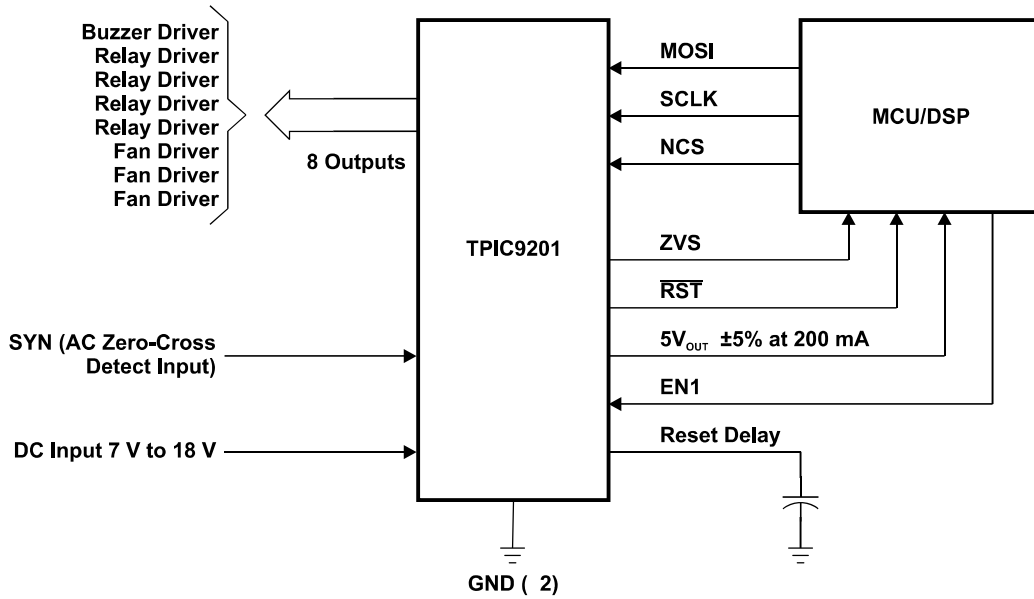 Buzzer Driver
Relay Driver
Relay Driver
Relay Driver
Relay Driver
Fan Driver
Fan Driver
Fan Driver
8 Outputs
SYN (AC Zero-Cross
Detect Input)
DC Input 7 V to 18 V
TPIC9201
GND ( 2)
MOSI
SCLK
NCS
MCU/DSP
ZVS
R̅S̅T̅
5VOUT ±5% at 200 mA
EN1
Reset Delay